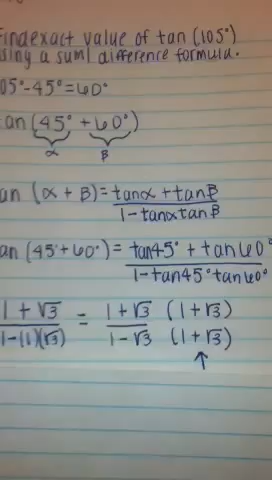 find exact value of tan (105°)
using a sum/ difference formula.
05° - 45° = 60°
tan (45° + 60°)
α β
an (α + β) = tanα + tanβ / 1 - tanα tanβ
an (45° + 60°) = tan45° + tan60° / 1 - tan45° tan60°
1 + √3 / 1 - (1)(√3) = 1 + √3 / 1 - √3 (1 + √3) / (1 + √3)